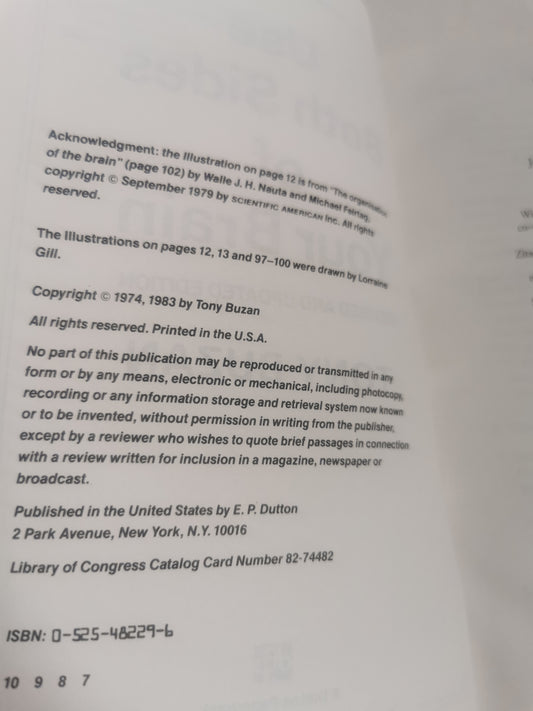 Acknowledgment: the Illustration on page 12 is from "The organisation
of the brain" (page 102) by Walle J. H. Nauta and Michael Feirtag,
copyright © September 1979 by SCIENTIFIC AMERICAN Inc. All rights
reserved.
The Illustrations on pages 12, 13 and 97–100 were drawn by Lorraine
Gill.
Copyright © 1974, 1983 by Tony Buzan
All rights reserved. Printed in the U.S.A.
No part of this publication may be reproduced or transmitted in any
form or by any means, electronic or mechanical, including photocopy,
recording or any information storage and retrieval system now known
or to be invented, without permission in writing from the publisher,
except by a reviewer who wishes to quote brief passages in connection
with a review written for inclusion in a magazine, newspaper or
broadcast.
Published in the United States by E. P. Dutton
2 Park Avenue, New York, N.Y. 10016
Library of Congress Catalog Card Number 82-74482
ISBN: 0-525-48229-6
10 9 8 7